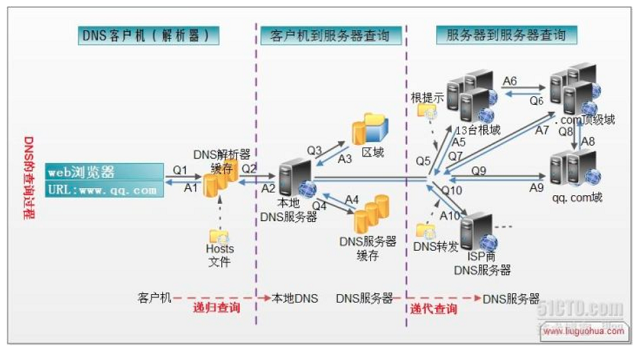 DNS客户机（解析器）
客户机到服务器查询
服务器到服务器查询
DNS的查询过程
web浏览器
URL:www.qq.com
Q1
A1
DNS解析器
缓存
Hosts
文件
Q2
A2
本地
DNS服务器
Q3
A3
区域
A4
Q4
DNS服务器
缓存
根提示
13台根域
A6
Q6
.com顶级域
Q5
A5
Q7
A7
Q8
A8
Q9
A9
qq.com域
Q10
A10
DNS转发
ISP商
DNS服务器
客户机
递归查询
本地DNS
DNS服务器
递代查询
DNS服务器
51CTO.com
www.liuguohua.com